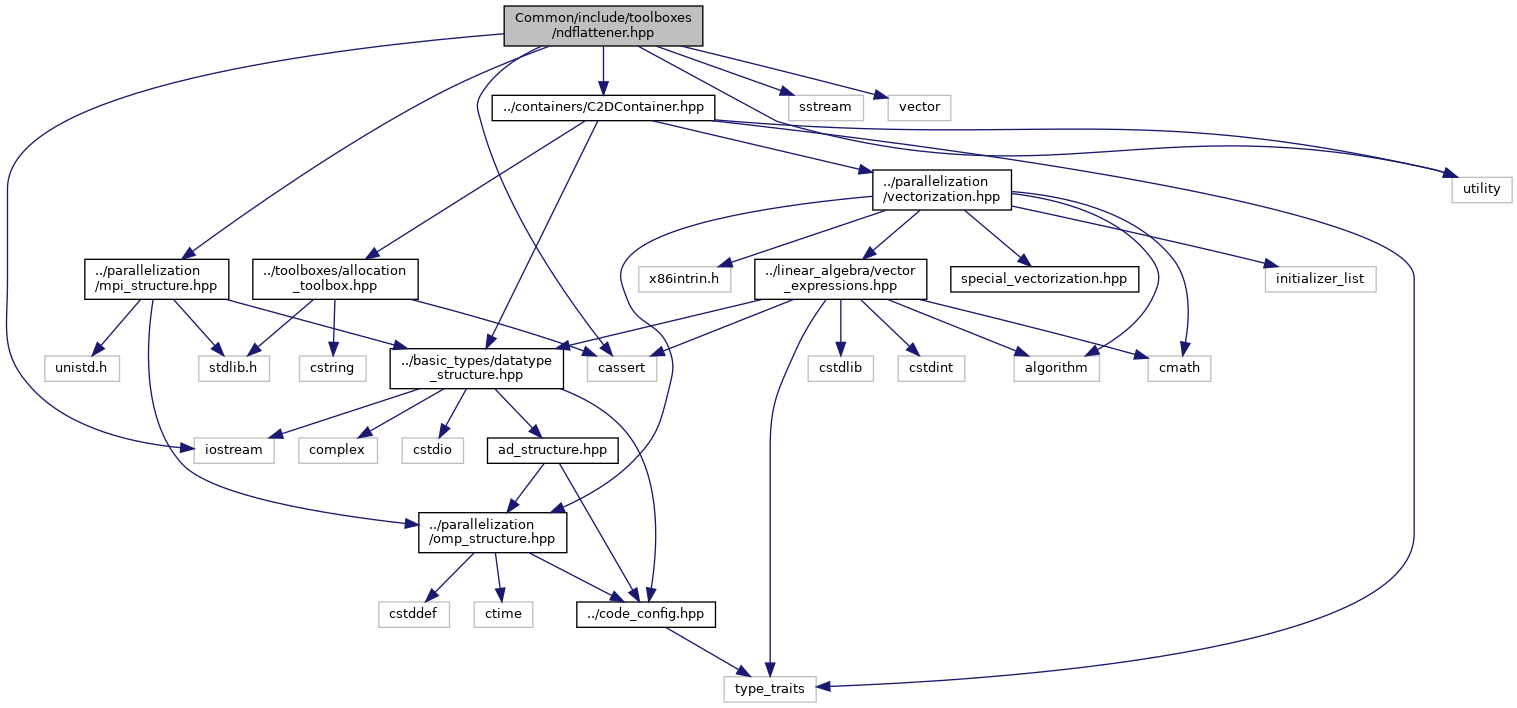 Common/include/toolboxes
/ndflattener.hpp
../containers/C2DContainer.hpp
sstream
vector
../parallelization
/vectorization.hpp
utility
../parallelization
/mpi_structure.hpp
../toolboxes/allocation
_toolbox.hpp
x86intrin.h
../linear_algebra/vector
_expressions.hpp
special_vectorization.hpp
initializer_list
unistd.h
stdlib.h
cstring
../basic_types/datatype
_structure.hpp
cassert
cstdlib
cstdint
algorithm
cmath
iostream
complex
cstdio
ad_structure.hpp
../parallelization
/omp_structure.hpp
cstddef
ctime
../code_config.hpp
type_traits